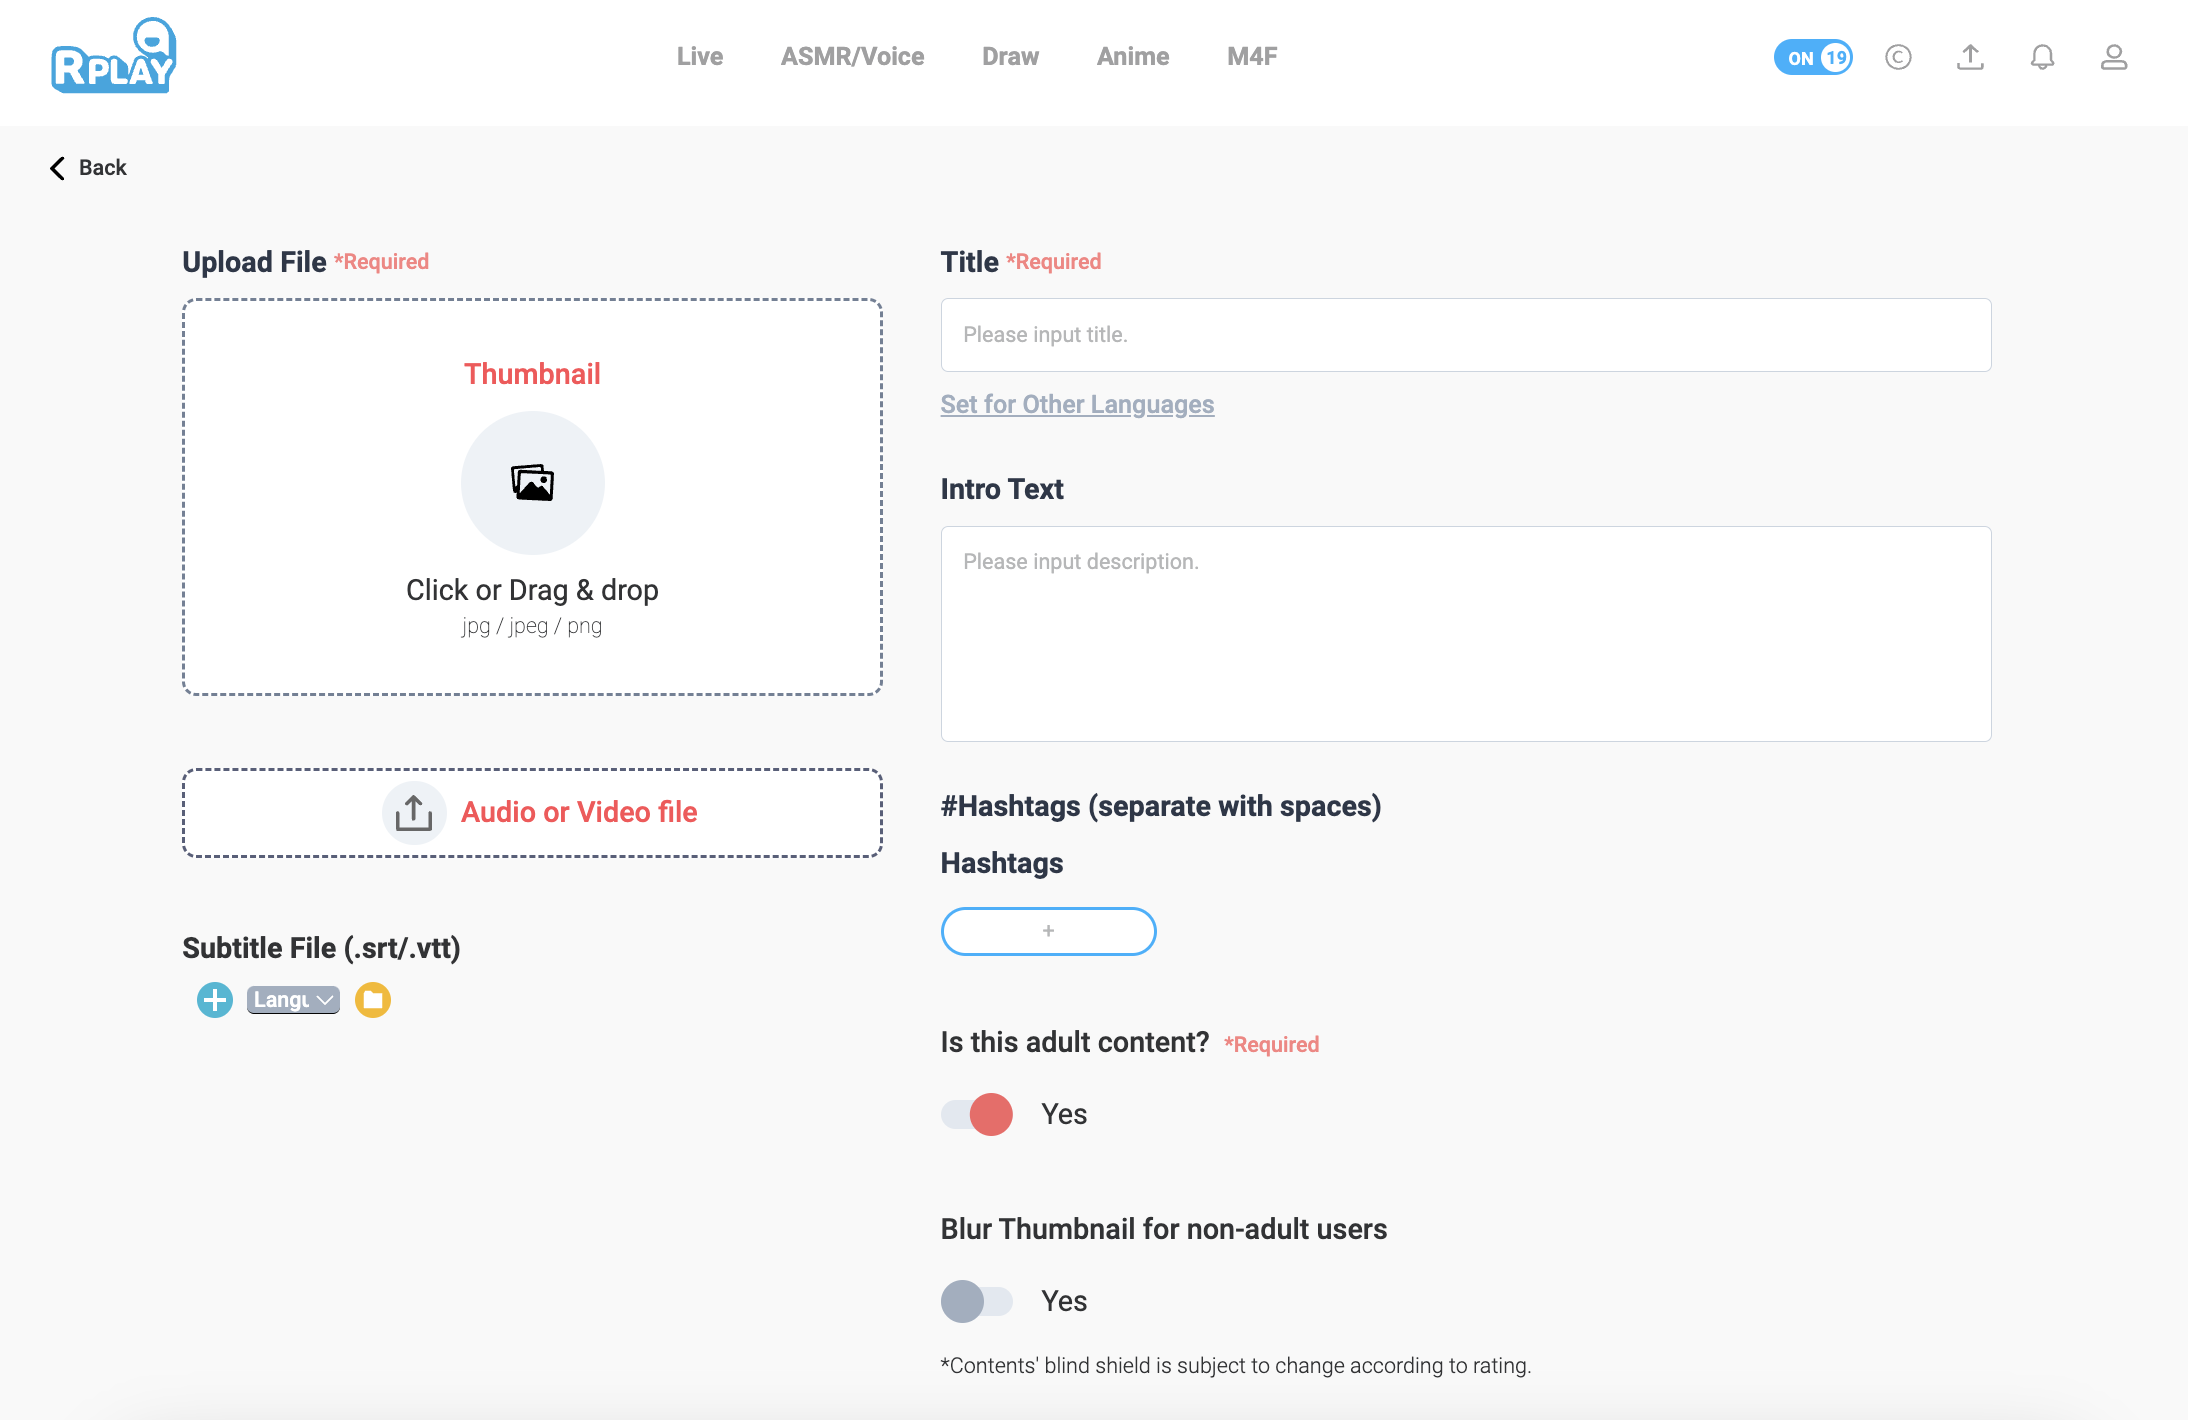 RPLAY
Live
ASMR/Voice
Draw
Anime
M4F
ON 19
Back
Upload File *Required
Thumbnail
Click or Drag & drop
jpg / jpeg / png
Audio or Video file
Subtitle File (.srt/.vtt)
Langu
Title *Required
Please input title.
Set for Other Languages
Intro Text
Please input description.
#Hashtags (separate with spaces)
Hashtags
+
Is this adult content? *Required
Yes
Blur Thumbnail for non-adult users
Yes
*Contents' blind shield is subject to change according to rating.